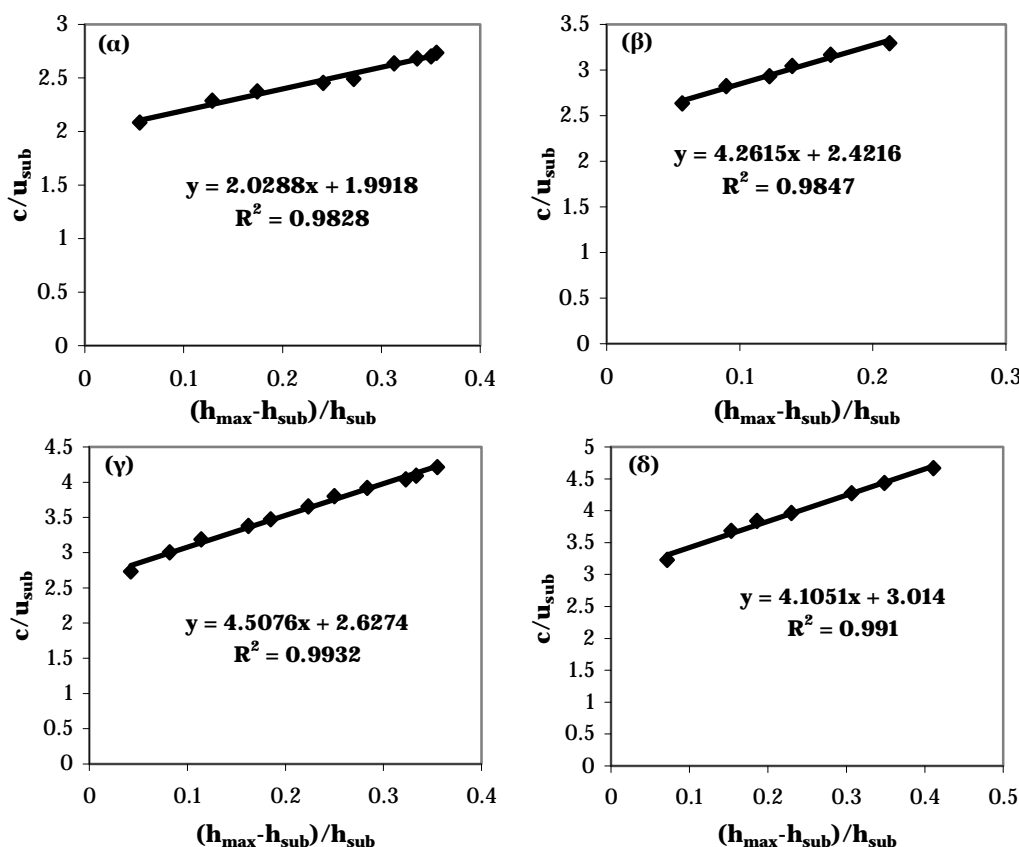 (α)
3
2.5
2
1.5
1
0.5
0
c/u_sub
y = 2.0288x + 1.9918
R² = 0.9828
0 0.1 0.2 0.3 0.4
(h_max-h_sub)/h_sub
(β)
3.5
3
2.5
2
1.5
1
0.5
0
c/u_sub
y = 4.2615x + 2.4216
R² = 0.9847
0 0.1 0.2 0.3
(h_max-h_sub)/h_sub
(γ)
4.5
4
3.5
3
2.5
2
1.5
1
0.5
0
c/u_sub
y = 4.5076x + 2.6274
R² = 0.9932
0 0.1 0.2 0.3 0.4
(h_max-h_sub)/h_sub
(δ)
5
4.5
4
3.5
3
2.5
2
1.5
1
0.5
0
c/u_sub
y = 4.1051x + 3.014
R² = 0.991
0 0.1 0.2 0.3 0.4 0.5
(h_max-h_sub)/h_sub